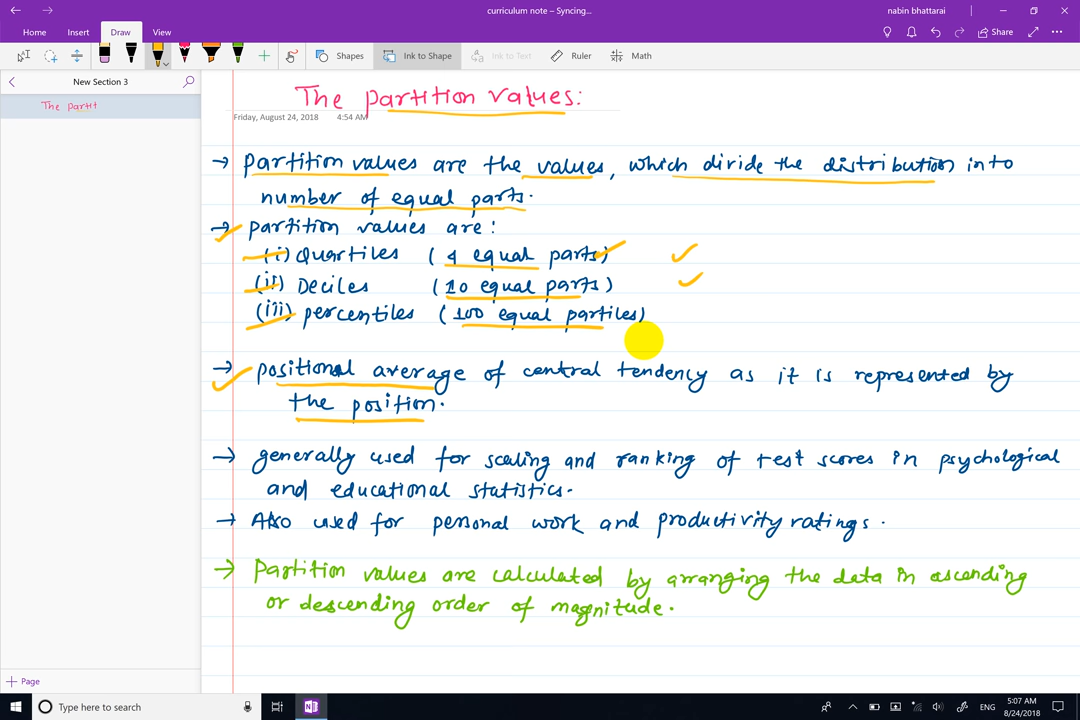 curriculum note – Syncing...
nabin bhattarai
Home Insert Draw View
Share
Shapes Ink to Shape Ink to Text Ruler Math
New Section 3
The Partit
The partition values:
Friday, August 24, 2018 4:54 AM
→ partition values are the values, which divide the distribution into
number of equal parts.
→ partition values are:
(i) Quartiles (4 equal parts)
(ii) Deciles (10 equal parts)
(iii) percentiles (100 equal partiles)
→ positional average of central tendency as it is represented by
the position.
→ generally used for scaling and ranking of test scores in psychological
and educational statistics.
→ Also used for personal work and productivity ratings.
→ Partition values are calculated by arranging the data in ascending
or descending order of magnitude.
+ Page
Type here to search
ENG
5:07 AM
8/24/2018